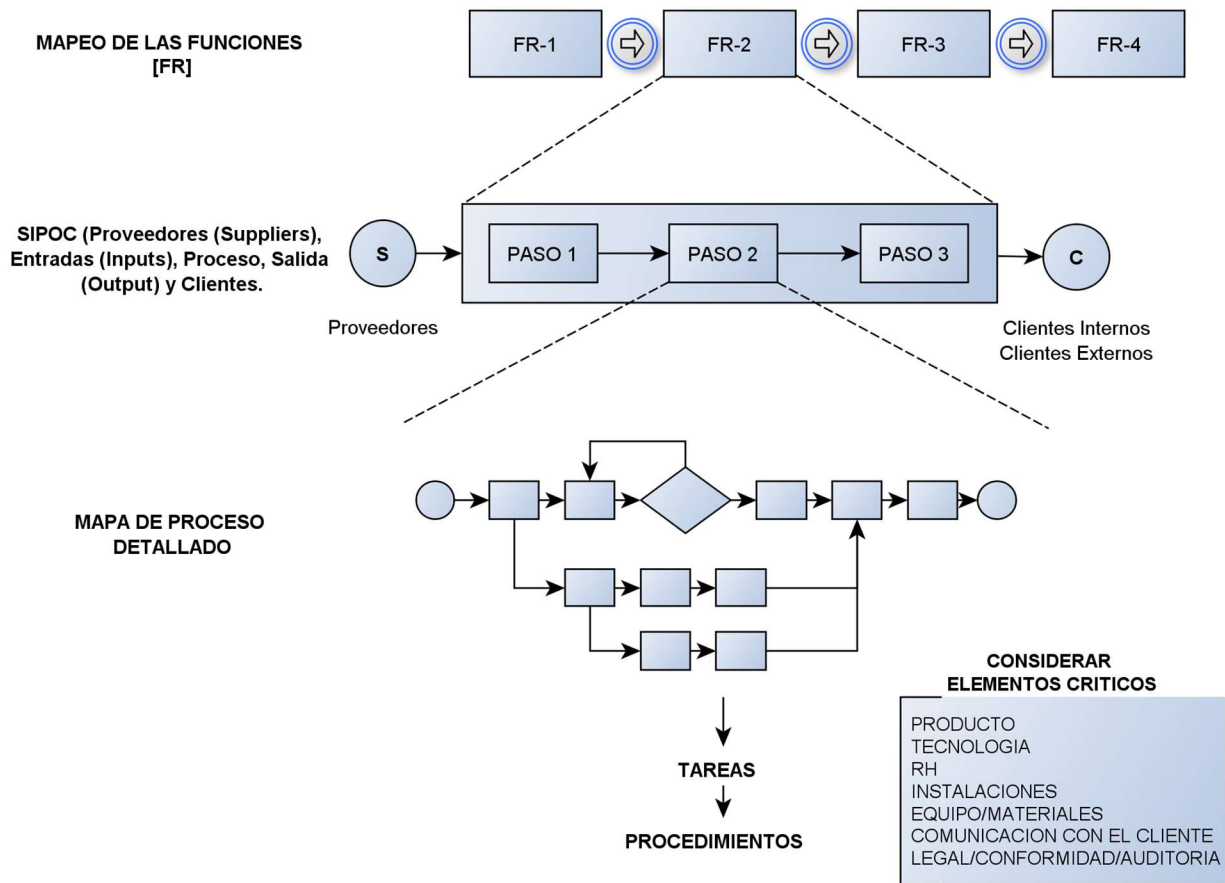 MAPEO DE LAS FUNCIONES
[FR]
FR-1
FR-2
FR-3
FR-4
SIPOC (Proveedores (Suppliers),
Entradas (Inputs), Proceso, Salida
(Output) y Clientes.
S
PASO 1
PASO 2
PASO 3
C
Proveedores
Clientes Internos
Clientes Externos
MAPA DE PROCESO
DETALLADO
TAREAS
PROCEDIMIENTOS
CONSIDERAR
ELEMENTOS CRITICOS
PRODUCTO
TECNOLOGIA
RH
INSTALACIONES
EQUIPO/MATERIALES
COMUNICACION CON EL CLIENTE
LEGAL/CONFORMIDAD/AUDITORIA